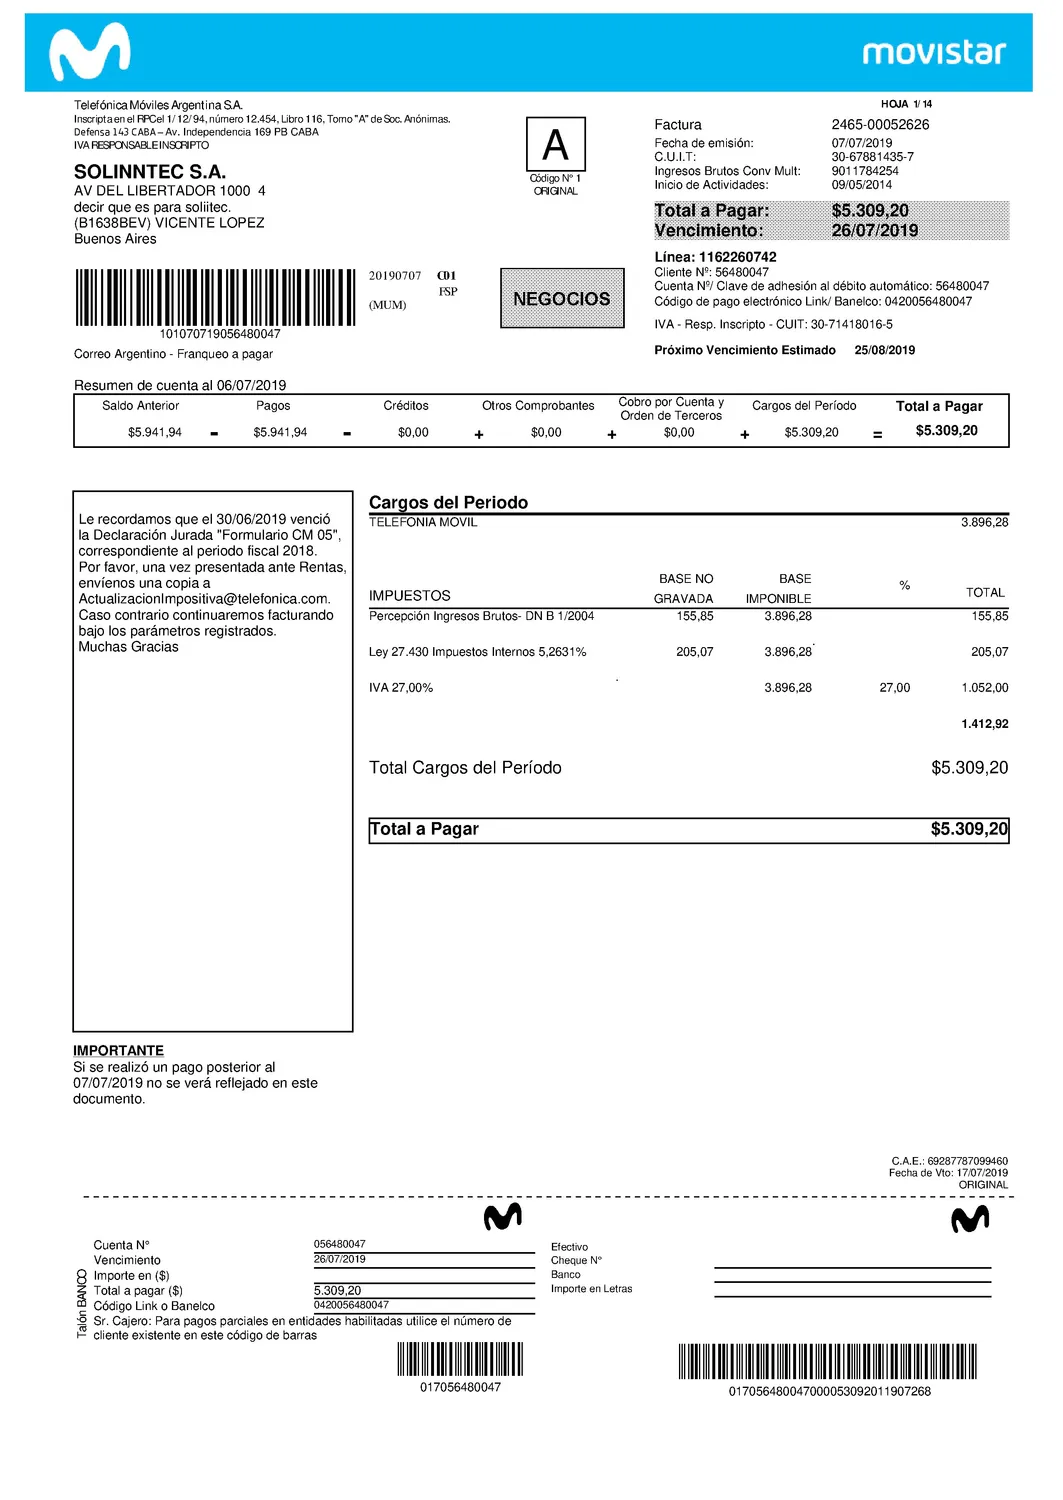 movistar
Telefónica Móviles Argentina S.A.
Inscripta en el RPCel 1/ 12/ 94, número 12.454, Libro 116, Tomo "A" de Soc. Anónimas.
Defensa 143 CABA – Av. Independencia 169 PB CABA
IVA RESPONSABLE INSCRIPTO
SOLINNTEC S.A.
AV DEL LIBERTADOR 1000 4
decir que es para soliitec.
(B1638BEV) VICENTE LOPEZ
Buenos Aires
A
Código N° 1
ORIGINAL
HOJA 1/ 14
Factura 2465-00052626
Fecha de emisión: 07/07/2019
C.U.I.T: 30-67881435-7
Ingresos Brutos Conv Mult: 9011784254
Inicio de Actividades: 09/05/2014
Total a Pagar: $5.309,20
Vencimiento: 26/07/2019
Línea: 1162260742
Cliente Nº: 56480047
Cuenta Nº/ Clave de adhesión al débito automático: 56480047
Código de pago electrónico Link/ Banelco: 0420056480047
IVA - Resp. Inscripto - CUIT: 30-71418016-5
Próximo Vencimiento Estimado 25/08/2019
101070719056480047
20190707 C01
FSP
(MUM)
NEGOCIOS
Correo Argentino - Franqueo a pagar
Resumen de cuenta al 06/07/2019
Saldo Anterior Pagos Créditos Otros Comprobantes Cobro por Cuenta y Orden de Terceros Cargos del Período Total a Pagar
$5.941,94 - $5.941,94 - $0,00 + $0,00 + $0,00 + $5.309,20 = $5.309,20
Le recordamos que el 30/06/2019 venció
la Declaración Jurada "Formulario CM 05",
correspondiente al periodo fiscal 2018.
Por favor, una vez presentada ante Rentas,
envíenos una copia a
ActualizacionImpositiva@telefonica.com.
Caso contrario continuaremos facturando
bajo los parámetros registrados.
Muchas Gracias
Cargos del Periodo
TELEFONIA MOVIL 3.896,28
IMPUESTOS BASE NO GRAVADA BASE IMPONIBLE % TOTAL
Percepción Ingresos Brutos- DN B 1/2004 155,85 3.896,28 155,85
Ley 27.430 Impuestos Internos 5,2631% 205,07 3.896,28 205,07
IVA 27,00% 3.896,28 27,00 1.052,00
1.412,92
Total Cargos del Período $5.309,20
Total a Pagar $5.309,20
IMPORTANTE
Si se realizó un pago posterior al
07/07/2019 no se verá reflejado en este
documento.
C.A.E.: 69287787099460
Fecha de Vto: 17/07/2019
ORIGINAL
Talón BANCO
Cuenta N° 056480047
Vencimiento 26/07/2019
Importe en ($)
Total a pagar ($) 5.309,20
Código Link o Banelco 0420056480047
Sr. Cajero: Para pagos parciales en entidades habilitadas utilice el número de
cliente existente en este código de barras
Efectivo
Cheque N°
Banco
Importe en Letras
017056480047
0170564800470000530920119072​68